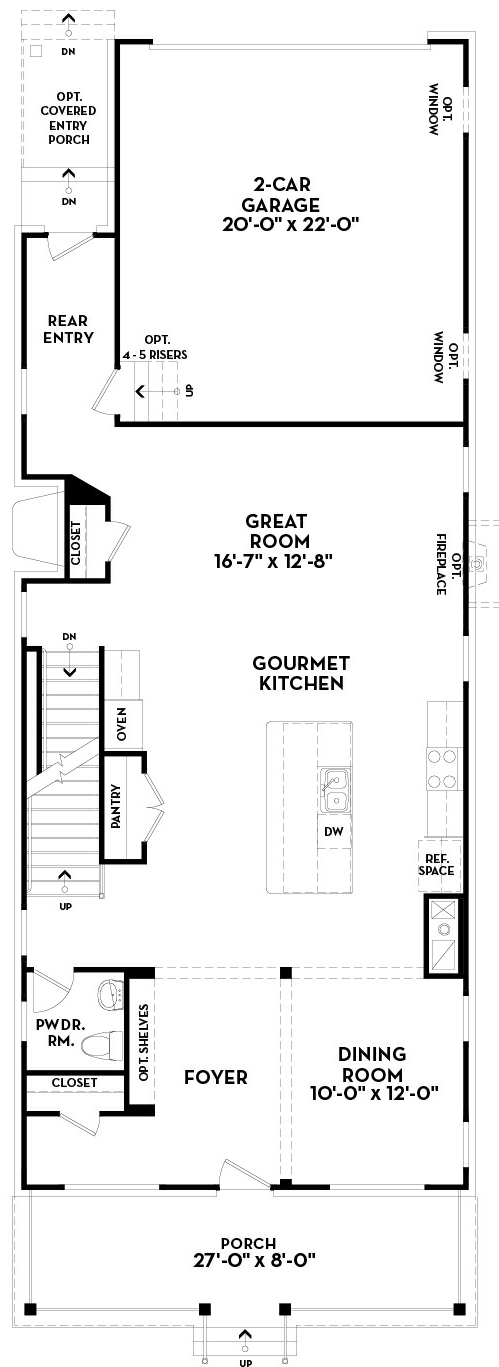 DN
OPT.
COVERED
ENTRY
PORCH
DN
OPT.
WINDOW
2-CAR
GARAGE
20'-0" x 22'-0"
REAR
ENTRY
OPT.
4 - 5 RISERS
UP
OPT.
WINDOW
CLOSET
GREAT
ROOM
16'-7" x 12'-8"
OPT.
FIREPLACE
DN
GOURMET
KITCHEN
OVEN
PANTRY
DW
REF.
SPACE
UP
PWDR.
RM.
OPT. SHELVES
CLOSET
FOYER
DINING
ROOM
10'-0" x 12'-0"
PORCH
27'-0" x 8'-0"
UP